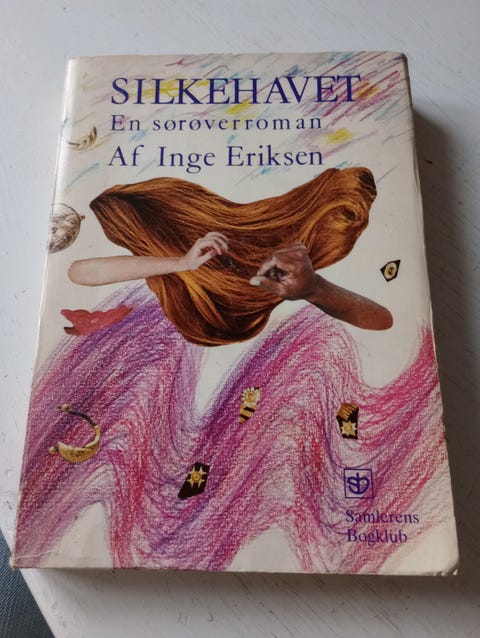 SILKEHAVET
En sørøverroman
Af Inge Eriksen
Samlerens
Bogklub